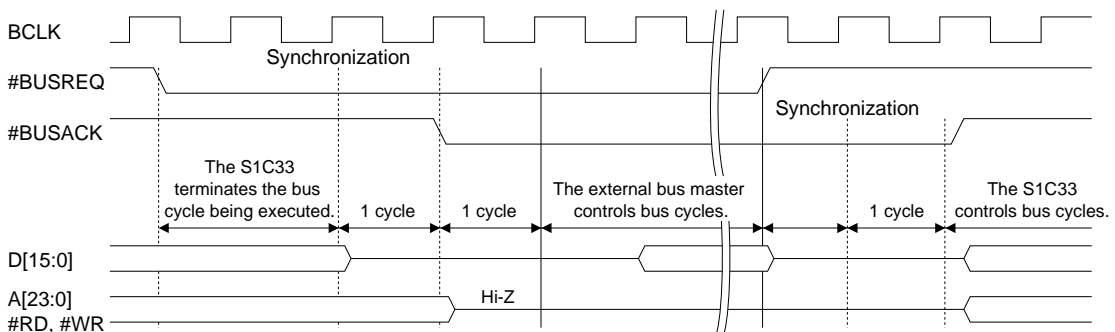 BCLK
Synchronization
#BUSREQ
Synchronization
#BUSACK
The S1C33
terminates the bus
cycle being executed.
1 cycle
1 cycle
The external bus master
controls bus cycles.
1 cycle
The S1C33
controls bus cycles.
D[15:0]
A[23:0]
#RD, #WR
Hi-Z